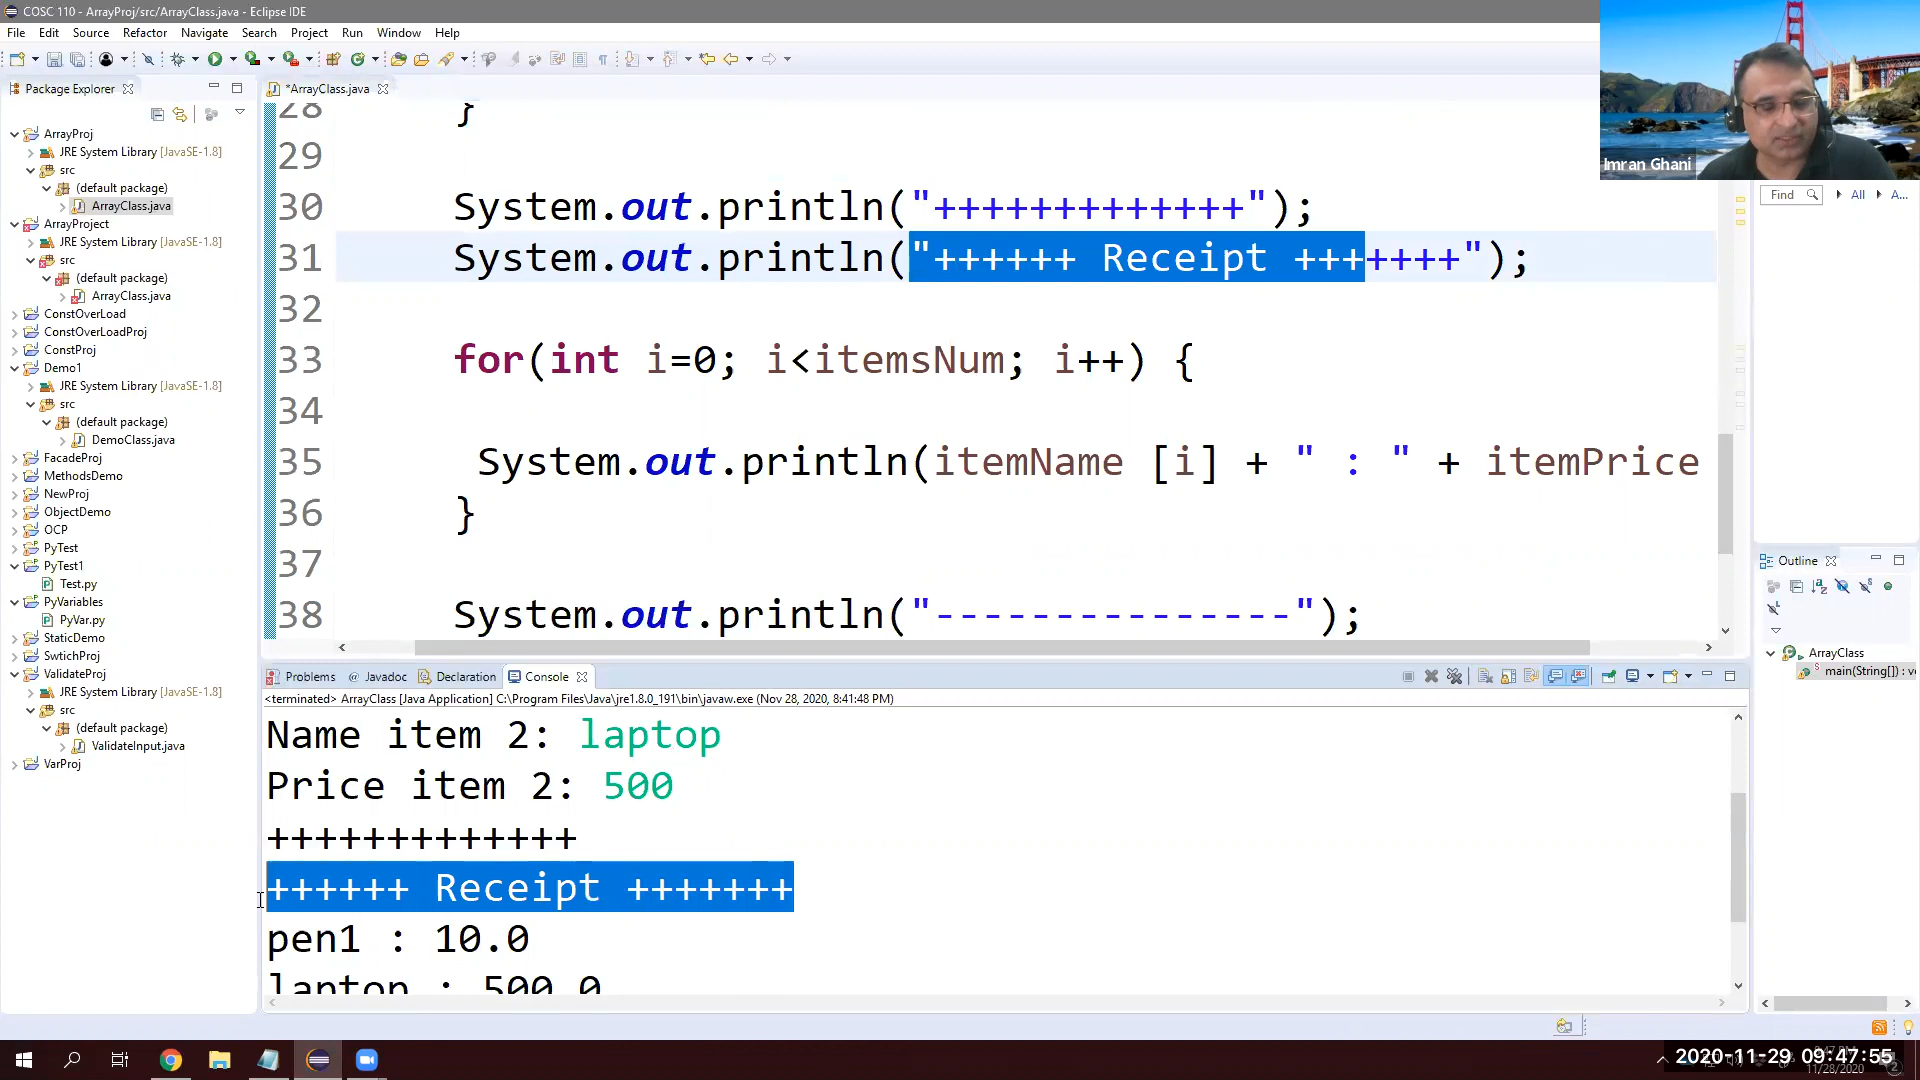 COSC 110 - ArrayProj/src/ArrayClass.java - Eclipse IDE
File Edit Source Refactor Navigate Search Project Run Window Help
Package Explorer
ArrayProj
JRE System Library [JavaSE-1.8]
src
(default package)
ArrayClass.java
ArrayProject
JRE System Library [JavaSE-1.8]
src
(default package)
ArrayClass.java
ConstOverLoad
ConstOverLoadProj
ConstProj
Demo1
JRE System Library [JavaSE-1.8]
src
(default package)
DemoClass.java
FacadeProj
MethodsDemo
NewProj
ObjectDemo
OCP
PyTest
PyTest1
Test.py
PyVariables
PyVar.py
StaticDemo
SwtichProj
ValidateProj
JRE System Library [JavaSE-1.8]
src
(default package)
ValidateInput.java
VarProj
*ArrayClass.java
28 }
29
30 System.out.println("+++++++++++++");
31 System.out.println("++++++ Receipt +++++++");
32
33 for(int i=0; i<itemsNum; i++) {
34
35 System.out.println(itemName [i] + " : " + itemPrice
36 }
37
38 System.out.println("---------------");
Problems @ Javadoc Declaration Console
<terminated> ArrayClass [Java Application] C:\Program Files\Java\jre1.8.0_191\bin\javaw.exe (Nov 28, 2020, 8:41:48 PM)
Name item 2: laptop
Price item 2: 500
+++++++++++++
++++++ Receipt +++++++
pen1 : 10.0
laptop : 500.0
Imran Ghani
Find All A...
Outline
ArrayClass
main(String[]) : v
2020-11-29 09:47:55
11/28/2020